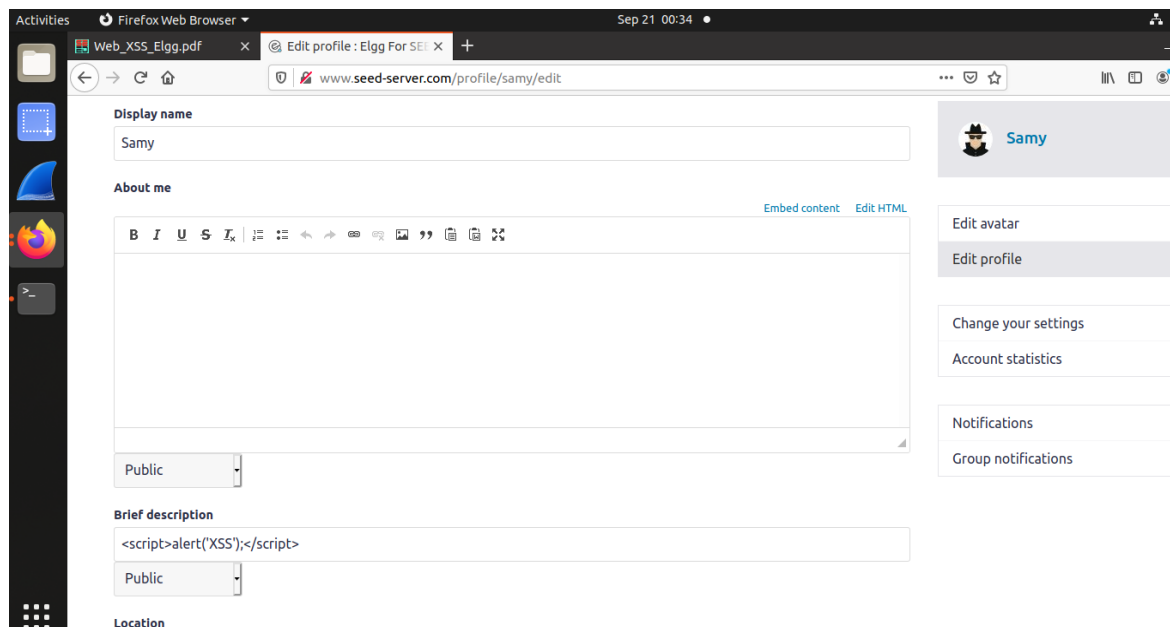 Activities Firefox Web Browser Sep 21 00:34
Web_XSS_Elgg.pdf × Edit profile : Elgg For SEE × +
www.seed-server.com/profile/samy/edit
Display name
Samy
Samy
About me
Embed content Edit HTML
B I U S Ix
Edit avatar
Edit profile
Change your settings
Account statistics
Notifications
Group notifications
Public
Brief description
<script>alert('XSS');</script>
Public
Location